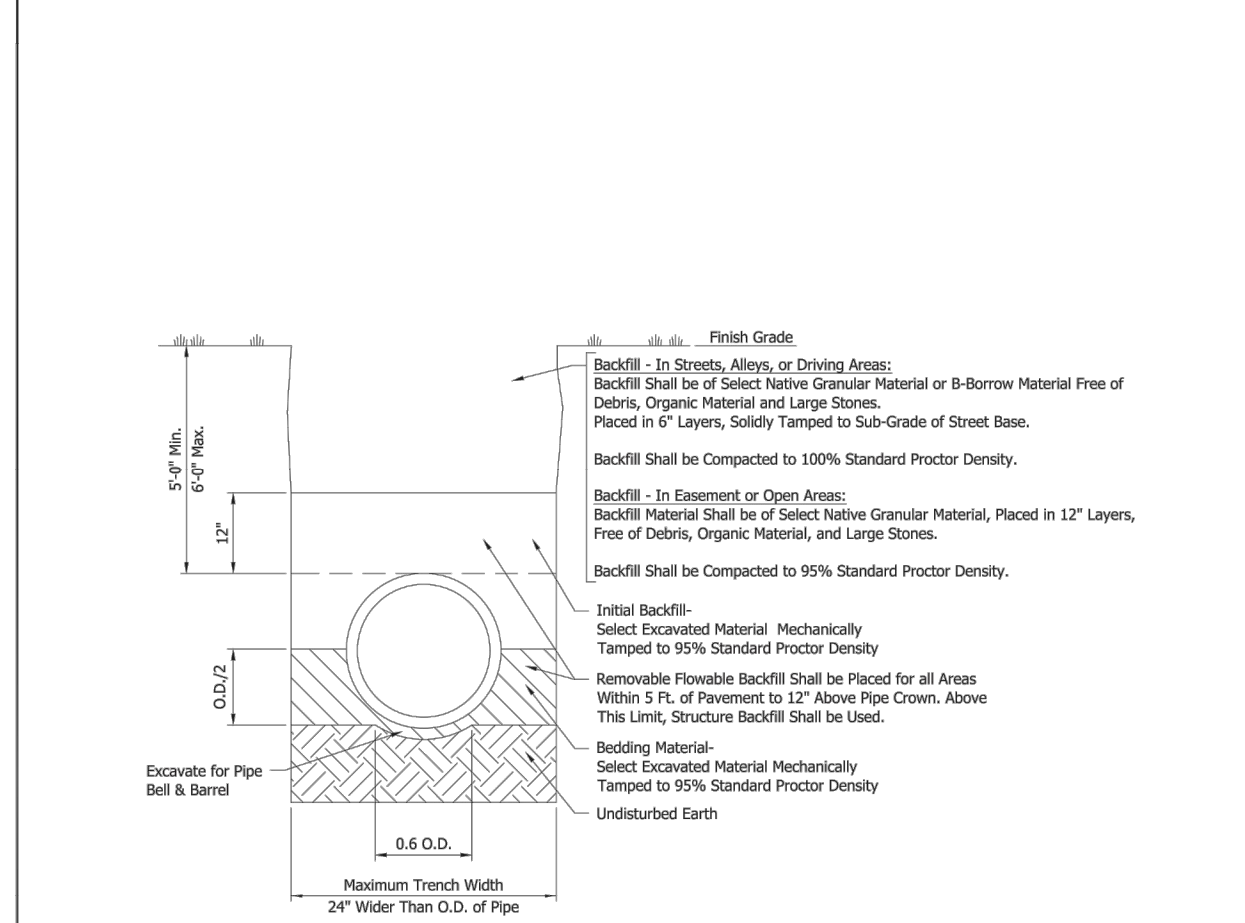 Finish Grade
Backfill - In Streets, Alleys, or Driving Areas:
Backfill Shall be of Select Native Granular Material or B-Borrow Material Free of
Debris, Organic Material and Large Stones.
Placed in 6" Layers, Solidly Tamped to Sub-Grade of Street Base.
Backfill Shall be Compacted to 100% Standard Proctor Density.
Backfill - In Easement or Open Areas:
Backfill Material Shall be of Select Native Granular Material, Placed in 12" Layers,
Free of Debris, Organic Material, and Large Stones.
Backfill Shall be Compacted to 95% Standard Proctor Density.
5'-0" Min.
6'-0" Max.
12"
Initial Backfill-
Select Excavated Material Mechanically
Tamped to 95% Standard Proctor Density
O.D./2
Removable Flowable Backfill Shall be Placed for all Areas
Within 5 Ft. of Pavement to 12" Above Pipe Crown. Above
This Limit, Structure Backfill Shall be Used.
Bedding Material-
Select Excavated Material Mechanically
Tamped to 95% Standard Proctor Density
Excavate for Pipe
Bell & Barrel
Undisturbed Earth
0.6 O.D.
Maximum Trench Width
24" Wider Than O.D. of Pipe